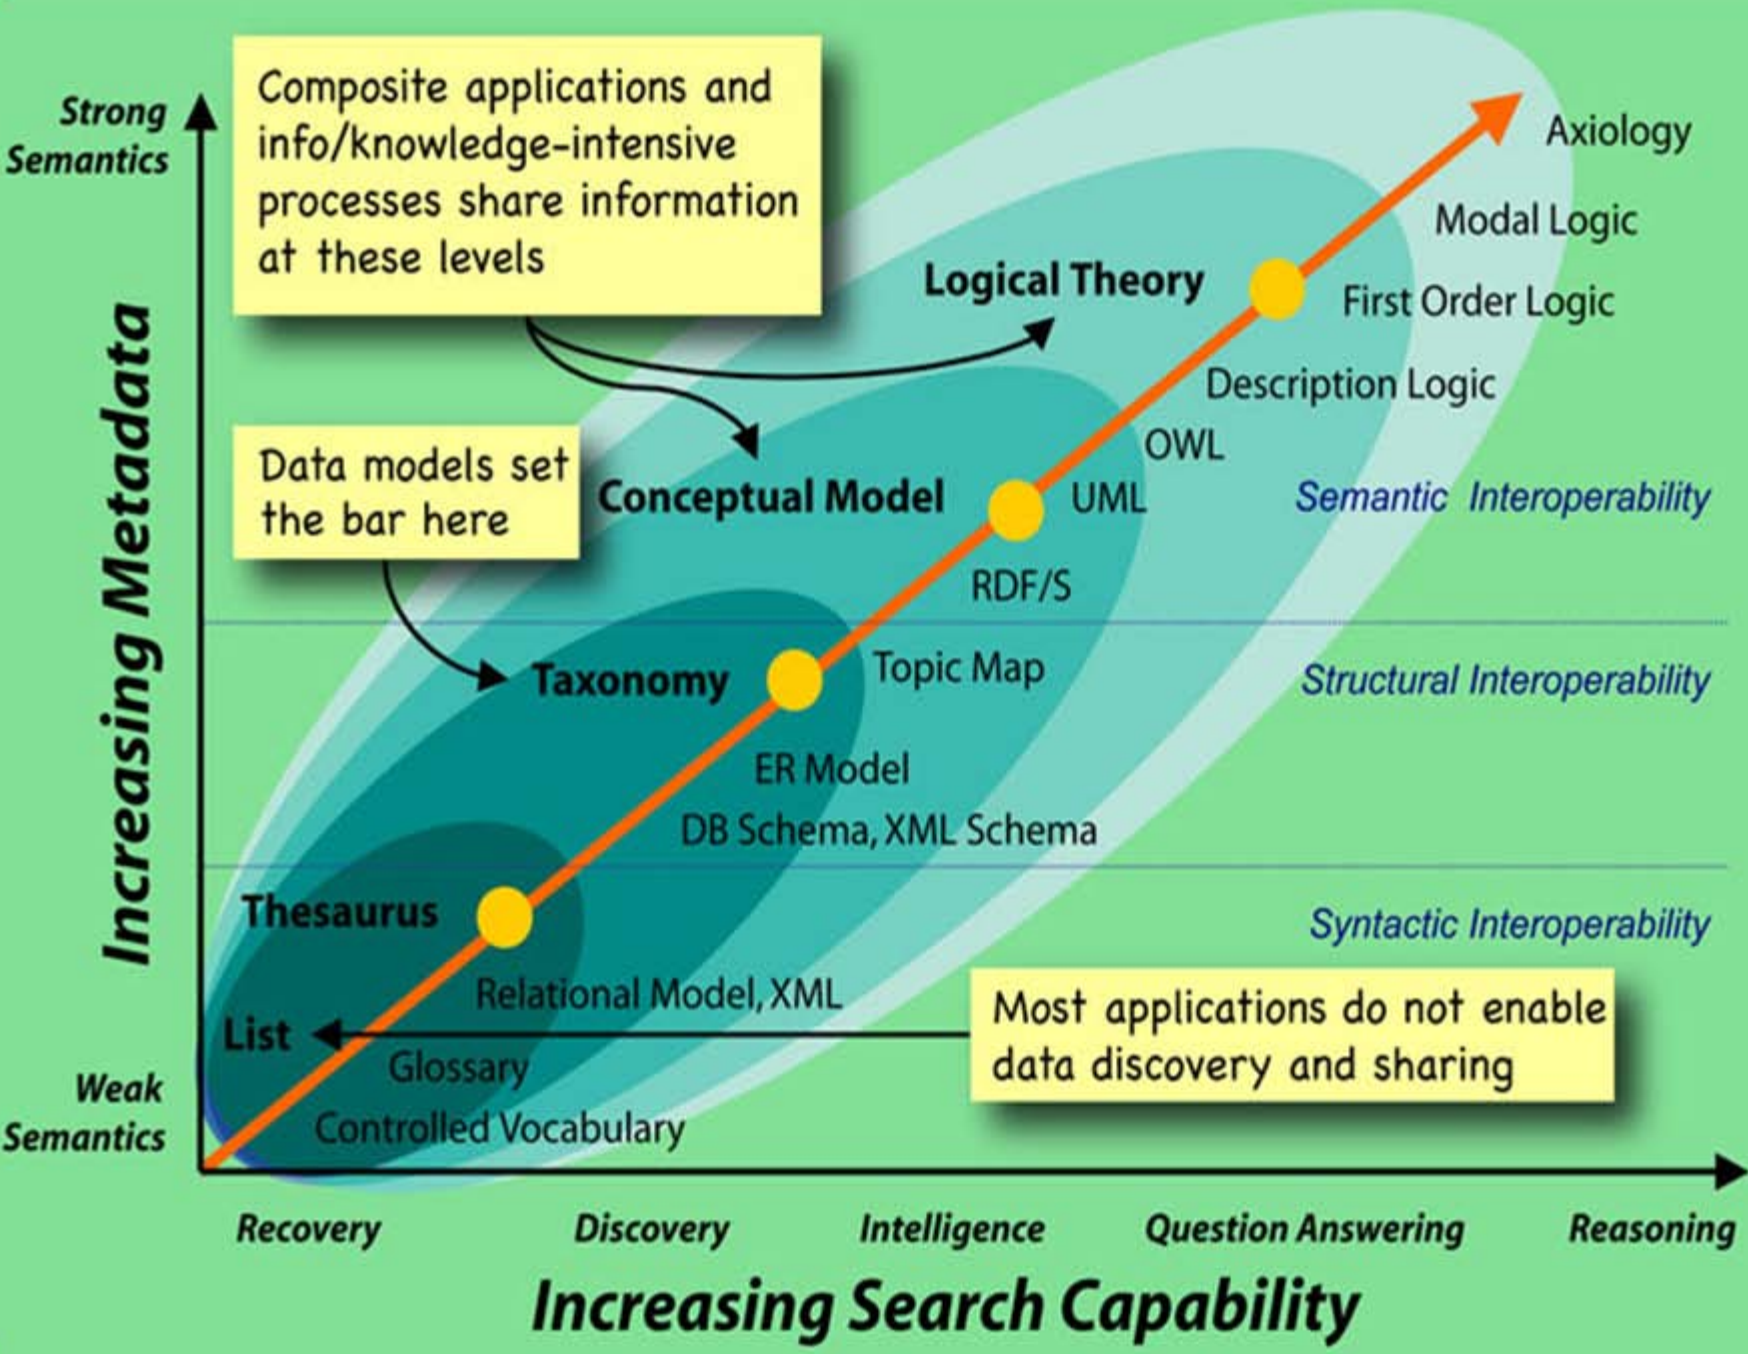 Composite applications and
info/knowledge-intensive
processes share information
at these levels
Strong
Semantics
Axiology
Modal Logic
Logical Theory
First Order Logic
Description Logic
OWL
Data models set
the bar here
Conceptual Model
UML
Semantic Interoperability
RDF/S
Increasing Metadata
Taxonomy
Topic Map
Structural Interoperability
ER Model
DB Schema, XML Schema
Thesaurus
Syntactic Interoperability
Relational Model, XML
List
Most applications do not enable
data discovery and sharing
Glossary
Controlled Vocabulary
Weak
Semantics
Recovery
Discovery
Intelligence
Question Answering
Reasoning
Increasing Search Capability